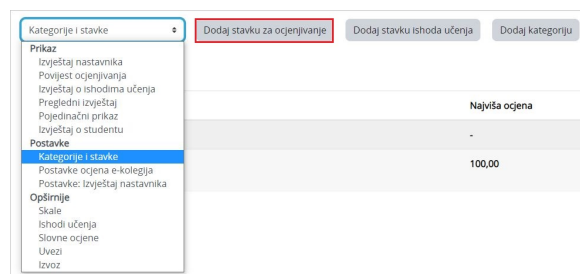 Kategorije i stavke
Dodaj stavku za ocjenjivanje
Dodaj stavku ishoda učenja
Dodaj kategoriju
Prikaz
Izvještaj nastavnika
Povijest ocjenjivanja
Izvještaj o ishodima učenja
Pregledni izvještaj
Pojedinačni prikaz
Izvještaj o studentu
Postavke
Kategorije i stavke
Postavke ocjena e-kolegija
Postavke: Izvještaj nastavnika
Opširnije
Skale
Ishodi učenja
Slovne ocjene
Uvezi
Izvoz
Najviša ocjena
-
100,00